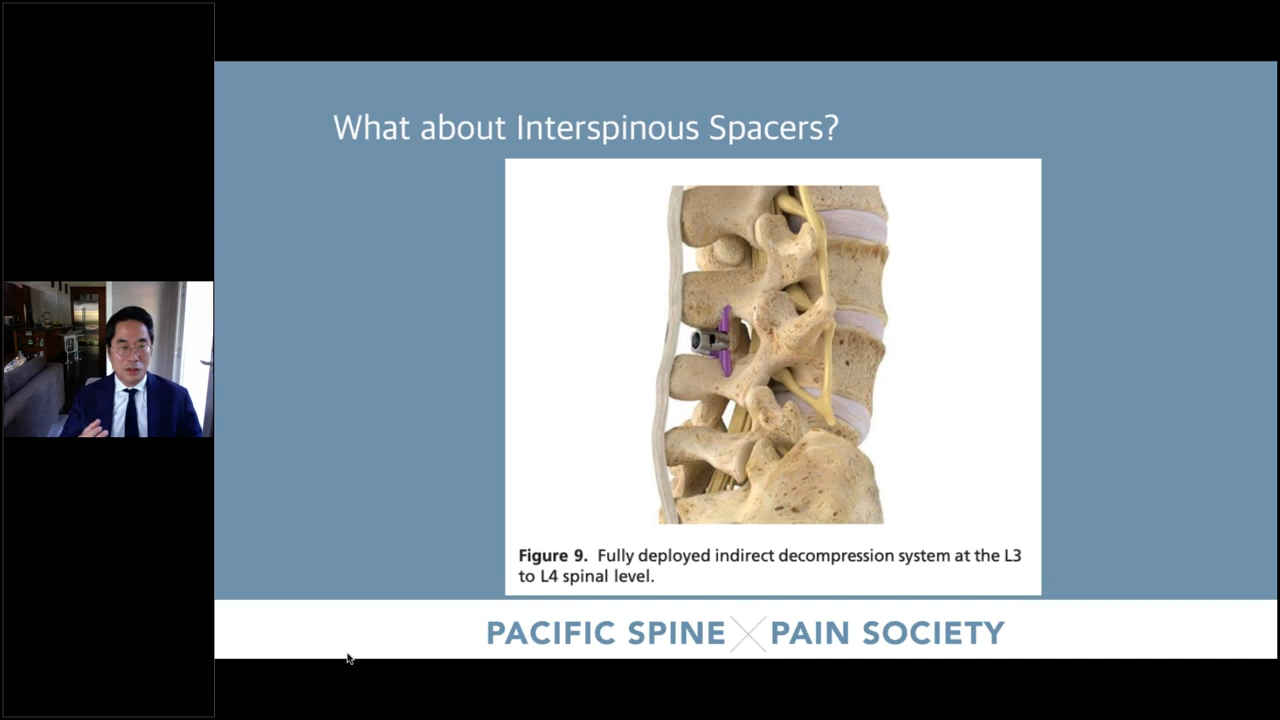 What about Interspinous Spacers?
Figure 9. Fully deployed indirect decompression system at the L3
to L4 spinal level.
PACIFIC SPINE PAIN SOCIETY